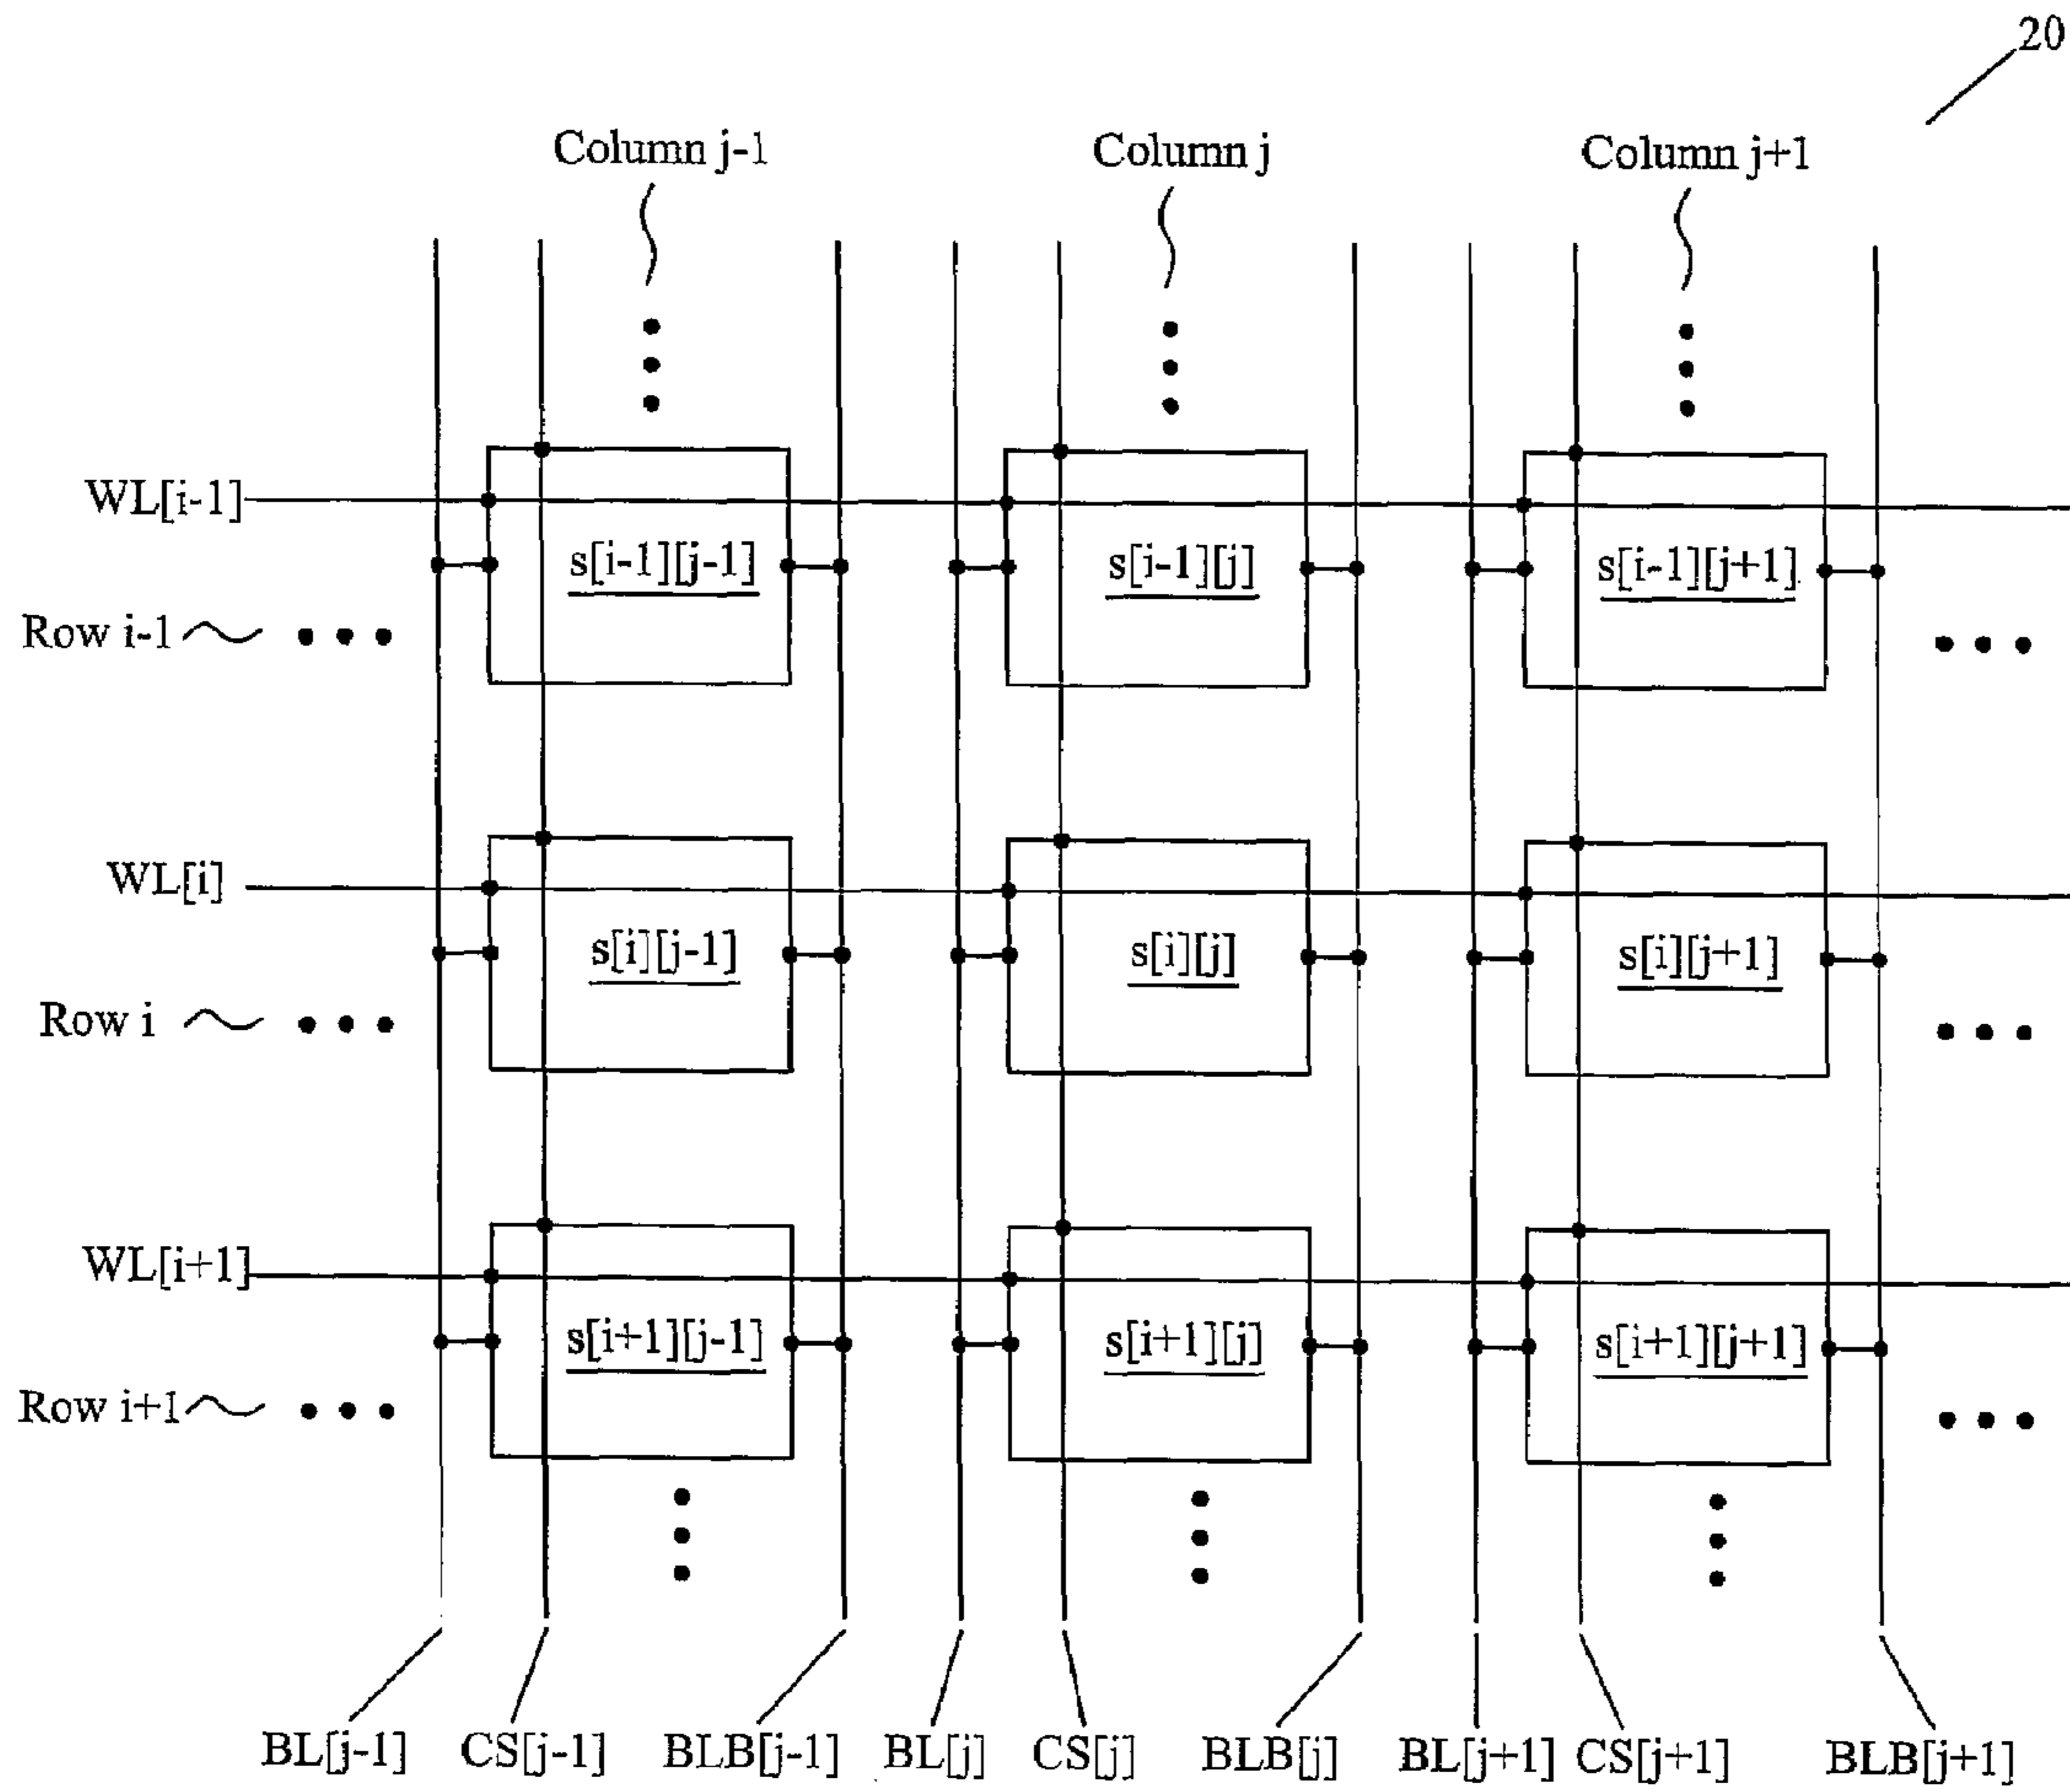 20
Column j-1 Column j Column j+1
WL[i-1]
s[i-1][j-1] s[i-1][j] s[i-1][j+1]
Row i-1
WL[i]
s[i][j-1] s[i][j] s[i][j+1]
Row i
WL[i+1]
s[i+1][j-1] s[i+1][j] s[i+1][j+1]
Row i+1
BL[j-1] CS[j-1] BLB[j-1] BL[j] CS[j] BLB[j] BL[j+1] CS[j+1] BLB[j+1]